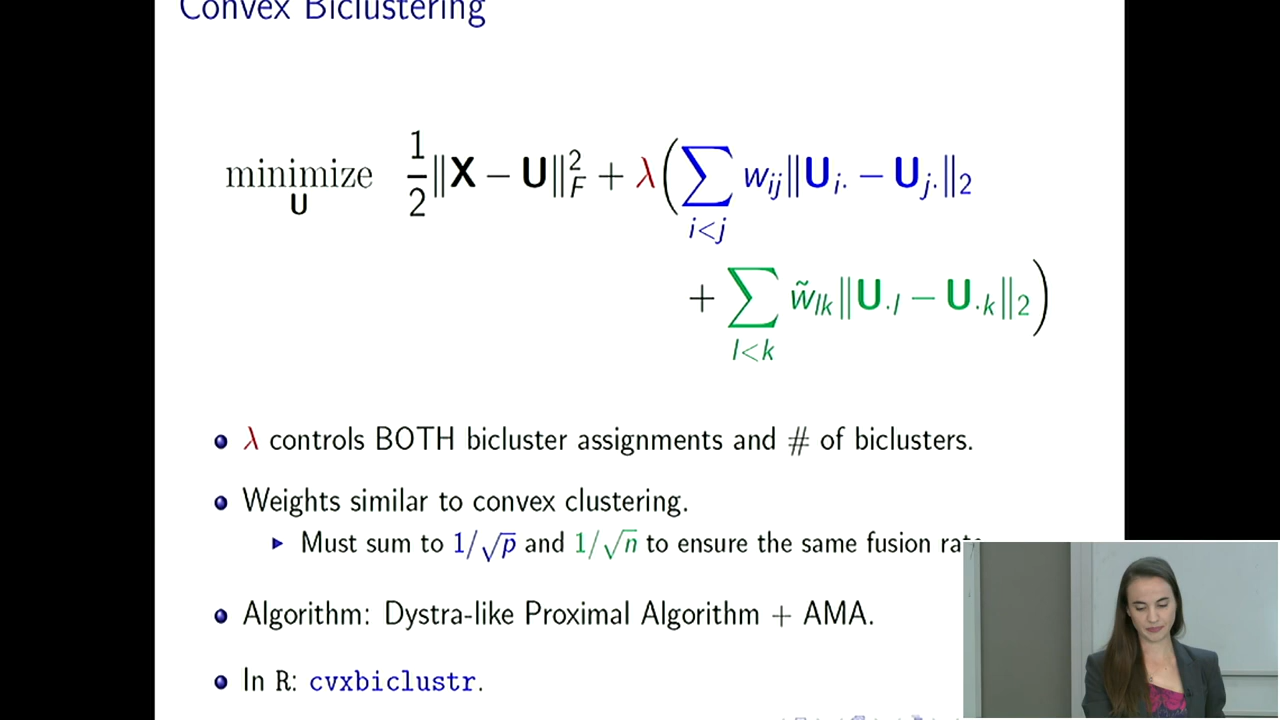 Convex Biclustering
minimize 1/2 ‖X − U‖²_F + λ( ∑ w_ij ‖U_i· − U_j·‖_2
U
i<j
+ ∑ w̃_lk ‖U_·l − U_·k‖_2 )
l<k
λ controls BOTH bicluster assignments and # of biclusters.
Weights similar to convex clustering.
Must sum to 1/√p and 1/√n to ensure the same fusion
Algorithm: Dystra-like Proximal Algorithm + AMA.
In R: cvxbiclustr.